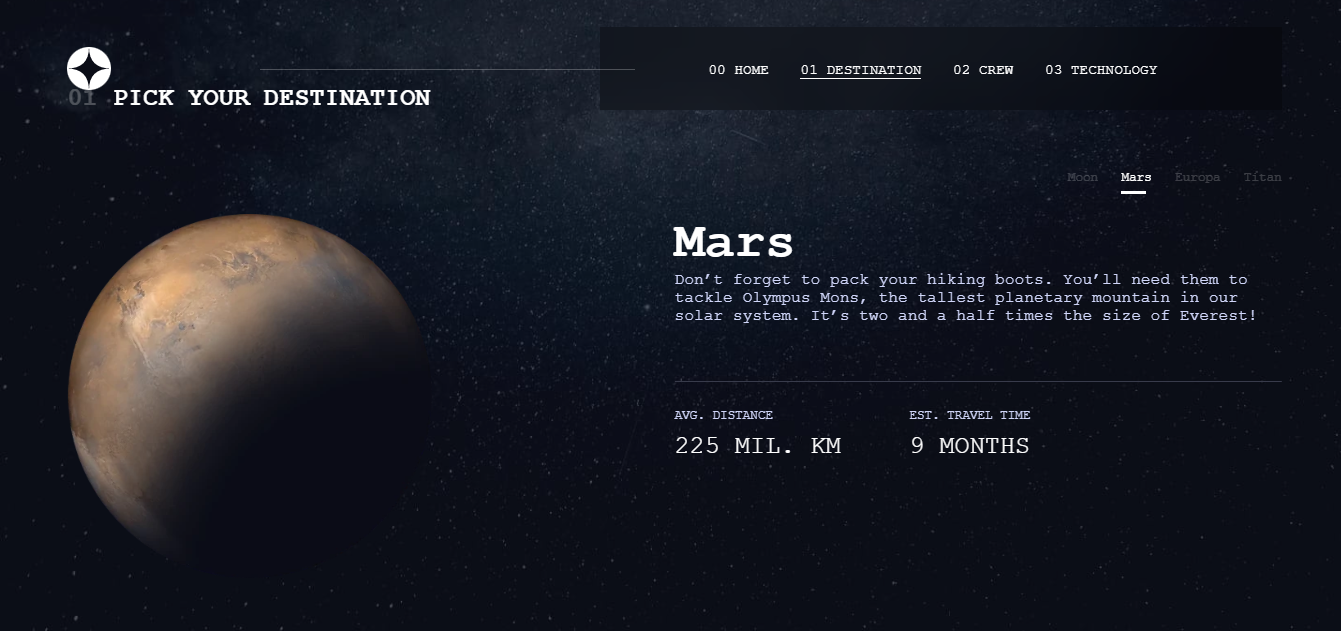 00 HOME 01 DESTINATION 02 CREW 03 TECHNOLOGY
01 PICK YOUR DESTINATION
Moon Mars Europa Titan
Mars
Don’t forget to pack your hiking boots. You’ll need them to
tackle Olympus Mons, the tallest planetary mountain in our
solar system. It’s two and a half times the size of Everest!
AVG. DISTANCE EST. TRAVEL TIME
225 MIL. KM 9 MONTHS